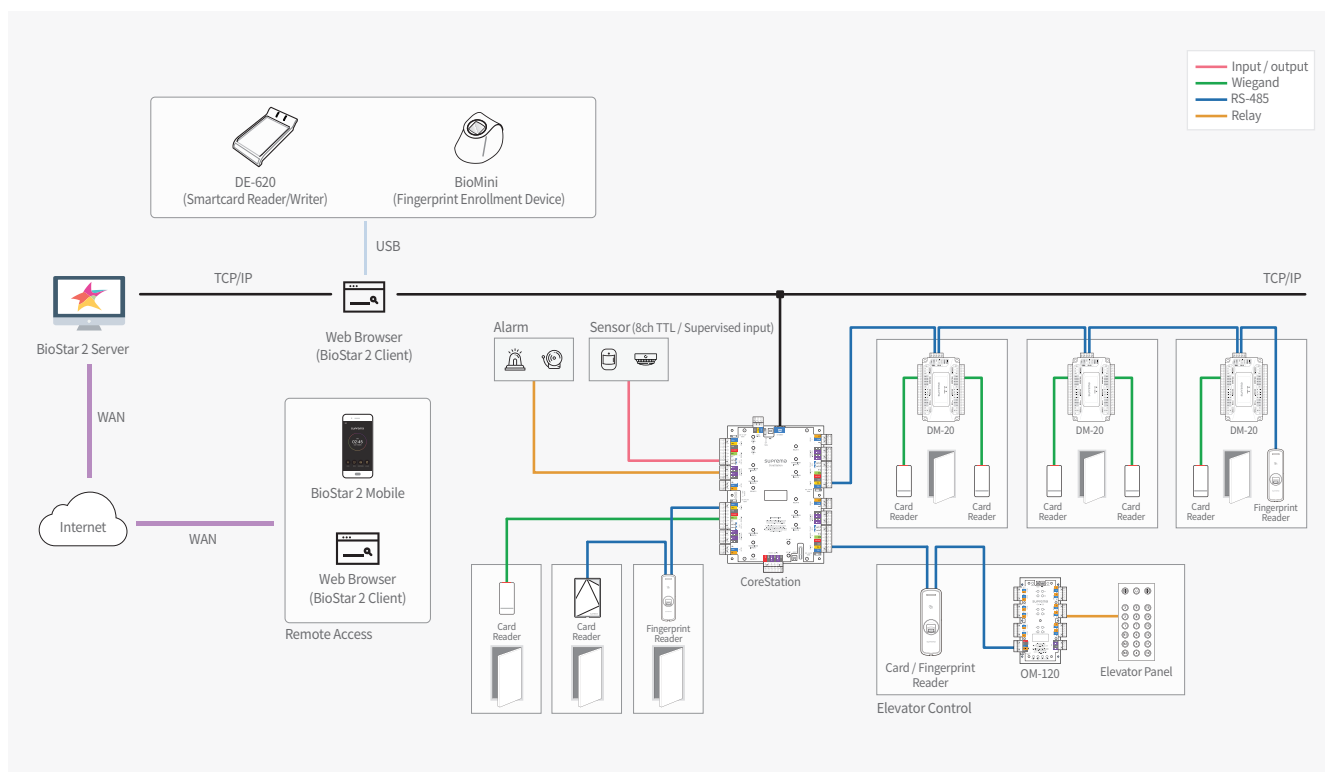 Input / output
Wiegand
RS-485
Relay
DE-620
(Smartcard Reader/Writer)
BioMini
(Fingerprint Enrollment Device)
USB
TCP/IP
TCP/IP
BioStar 2 Server
Web Browser
(BioStar 2 Client)
Alarm
Sensor (8ch TTL / Supervised input)
WAN
Internet
WAN
BioStar 2 Mobile
Web Browser
(BioStar 2 Client)
Remote Access
suprema
CoreStation
DM-20
Card
Reader
Card
Reader
DM-20
Card
Reader
Card
Reader
DM-20
Card
Reader
Fingerprint
Reader
Card
Reader
Card
Reader
Fingerprint
Reader
Card / Fingerprint
Reader
OM-120
Elevator Panel
Elevator Control